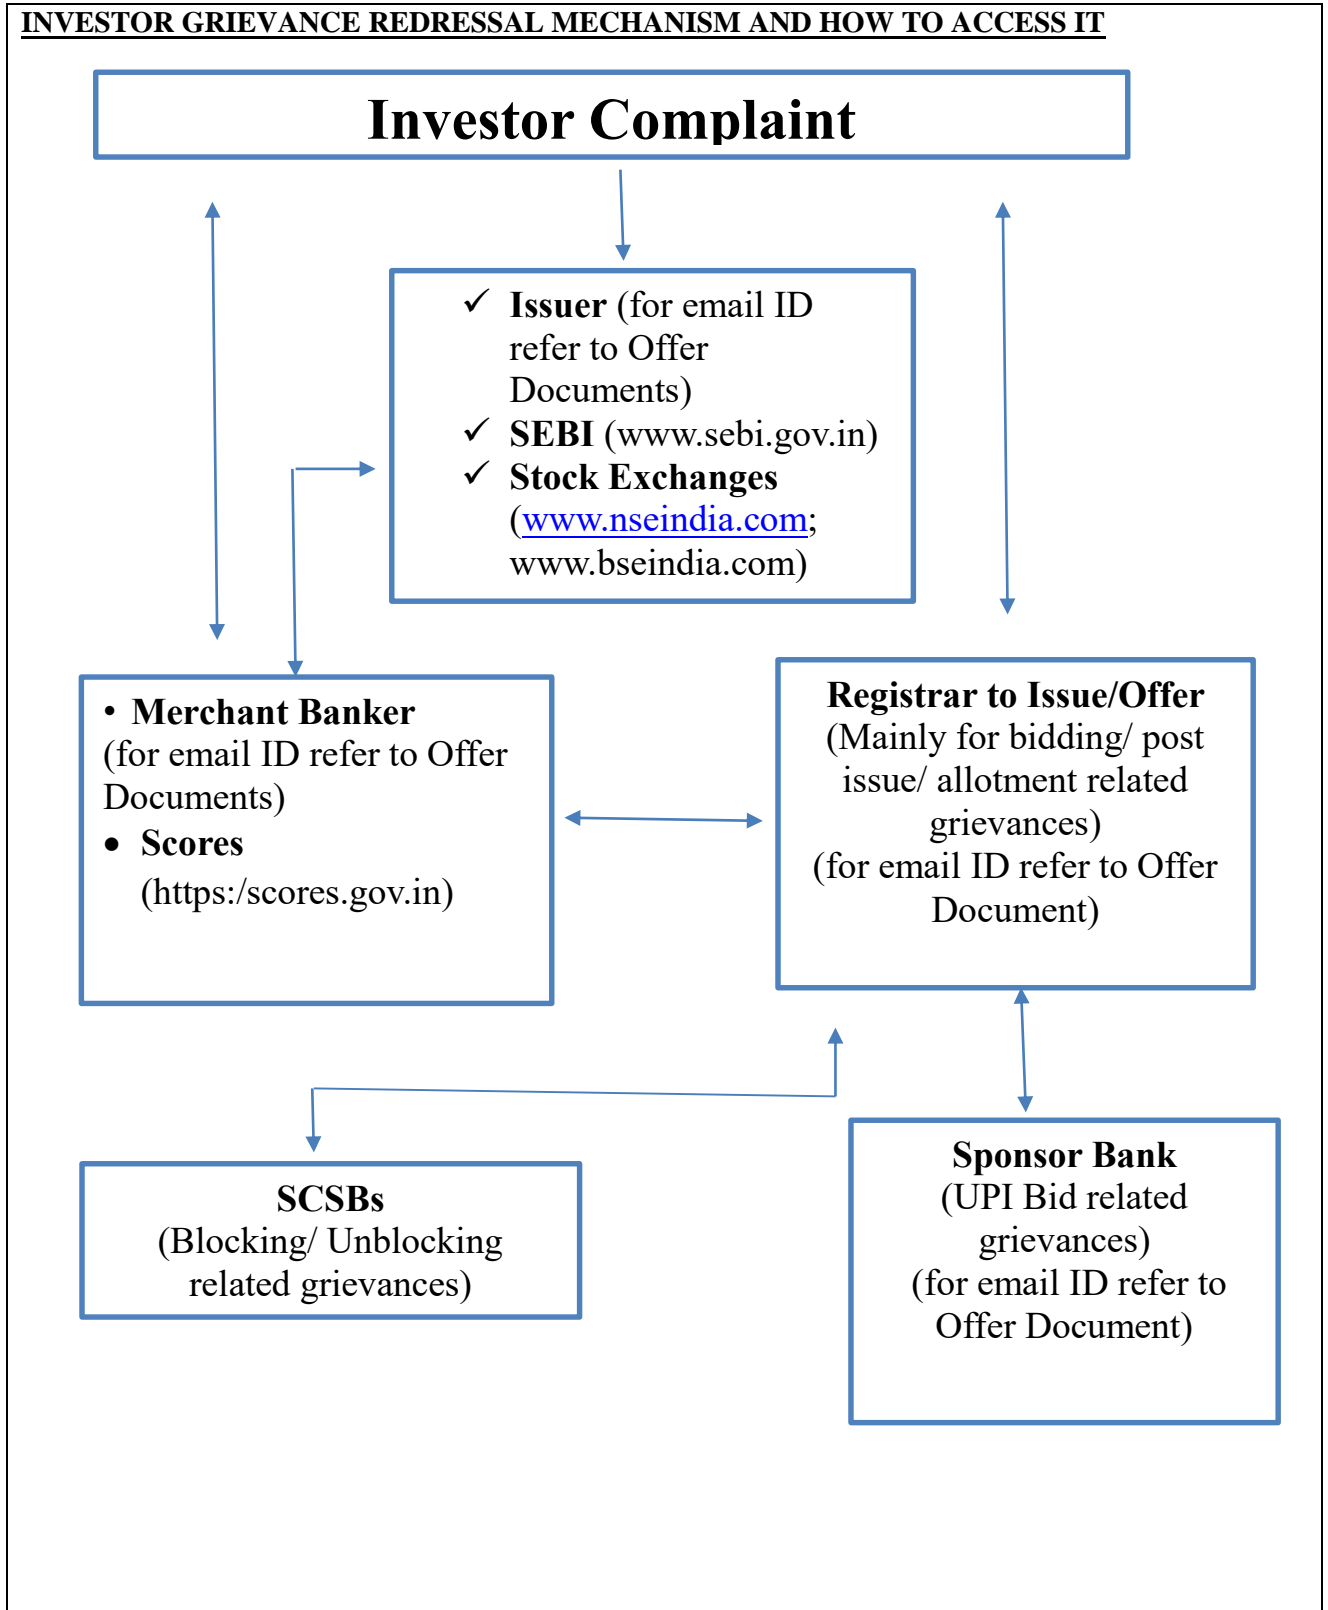 INVESTOR GRIEVANCE REDRESSAL MECHANISM AND HOW TO ACCESS IT
Investor Complaint
✓ Issuer (for email ID
refer to Offer
Documents)
✓ SEBI (www.sebi.gov.in)
✓ Stock Exchanges
(www.nseindia.com;
www.bseindia.com)
• Merchant Banker
(for email ID refer to Offer
Documents)
• Scores
(https:/scores.gov.in)
Registrar to Issue/Offer
(Mainly for bidding/ post
issue/ allotment related
grievances)
(for email ID refer to Offer
Document)
SCSBs
(Blocking/ Unblocking
related grievances)
Sponsor Bank
(UPI Bid related
grievances)
(for email ID refer to
Offer Document)